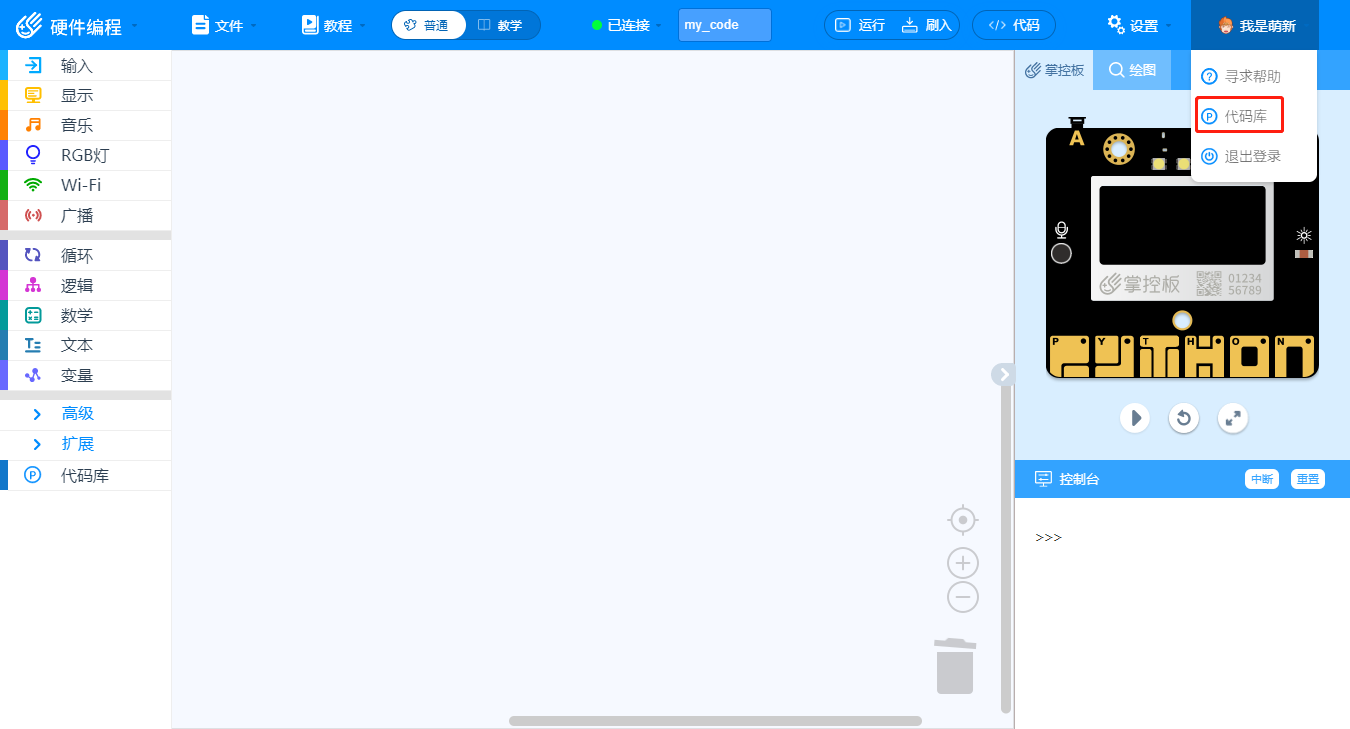 硬件编程 文件 教程 普通 教学 已连接 my_code 运行 刷入 代码 设置 我是萌新
输入
显示
音乐
RGB灯
Wi-Fi
广播
循环
逻辑
数学
文本
变量
高级
扩展
代码库
掌控板 绘图
寻求帮助
代码库
退出登录
A
掌控板 01234
56789
P Y T H O N
PYTHON
控制台 中断 重置
>>>